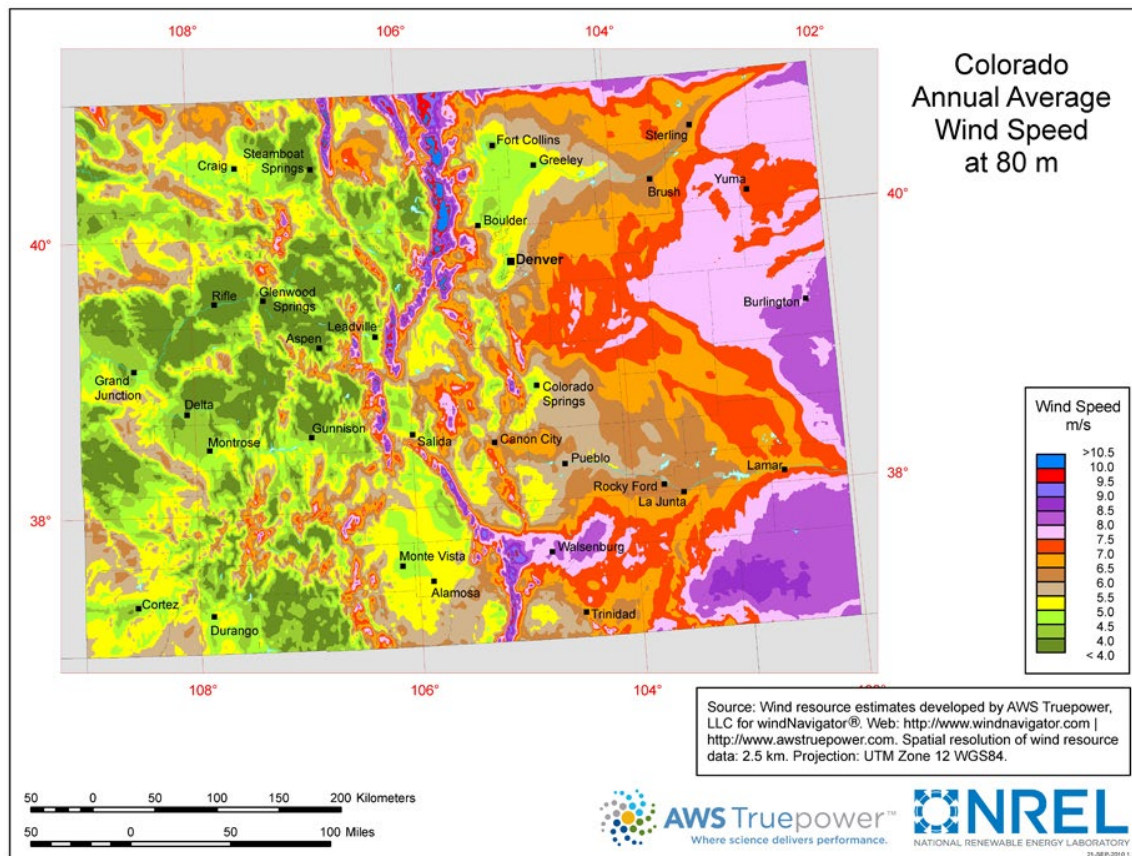 108°
106°
104°
102°
Colorado
Annual Average
Wind Speed
at 80 m
Sterling
Fort Collins
Steamboat
Springs
Craig
Greeley
Brush
Yuma
40°
Boulder
40°
Denver
Rifle
Glenwood
Springs
Burlington
Leadville
Aspen
Grand
Junction
Colorado
Springs
Delta
Gunnison
Montrose
Salida
Canon City
Pueblo
Lamar
38°
Rocky Ford
La Junta
38°
Walsenburg
Monte Vista
Alamosa
Cortez
Durango
Trinidad
108°
106°
104°
Wind Speed
m/s
>10.5
10.0
9.5
9.0
8.5
8.0
7.5
7.0
6.5
6.0
5.5
5.0
4.5
4.0
< 4.0
Source: Wind resource estimates developed by AWS Truepower,
LLC for windNavigator®. Web: http://www.windnavigator.com |
http://www.awstruepower.com. Spatial resolution of wind resource
data: 2.5 km. Projection: UTM Zone 12 WGS84.
50 0 50 100 150 200 Kilometers
50 0 50 100 Miles
AWS Truepower™
Where science delivers performance.
NREL
NATIONAL RENEWABLE ENERGY LABORATORY